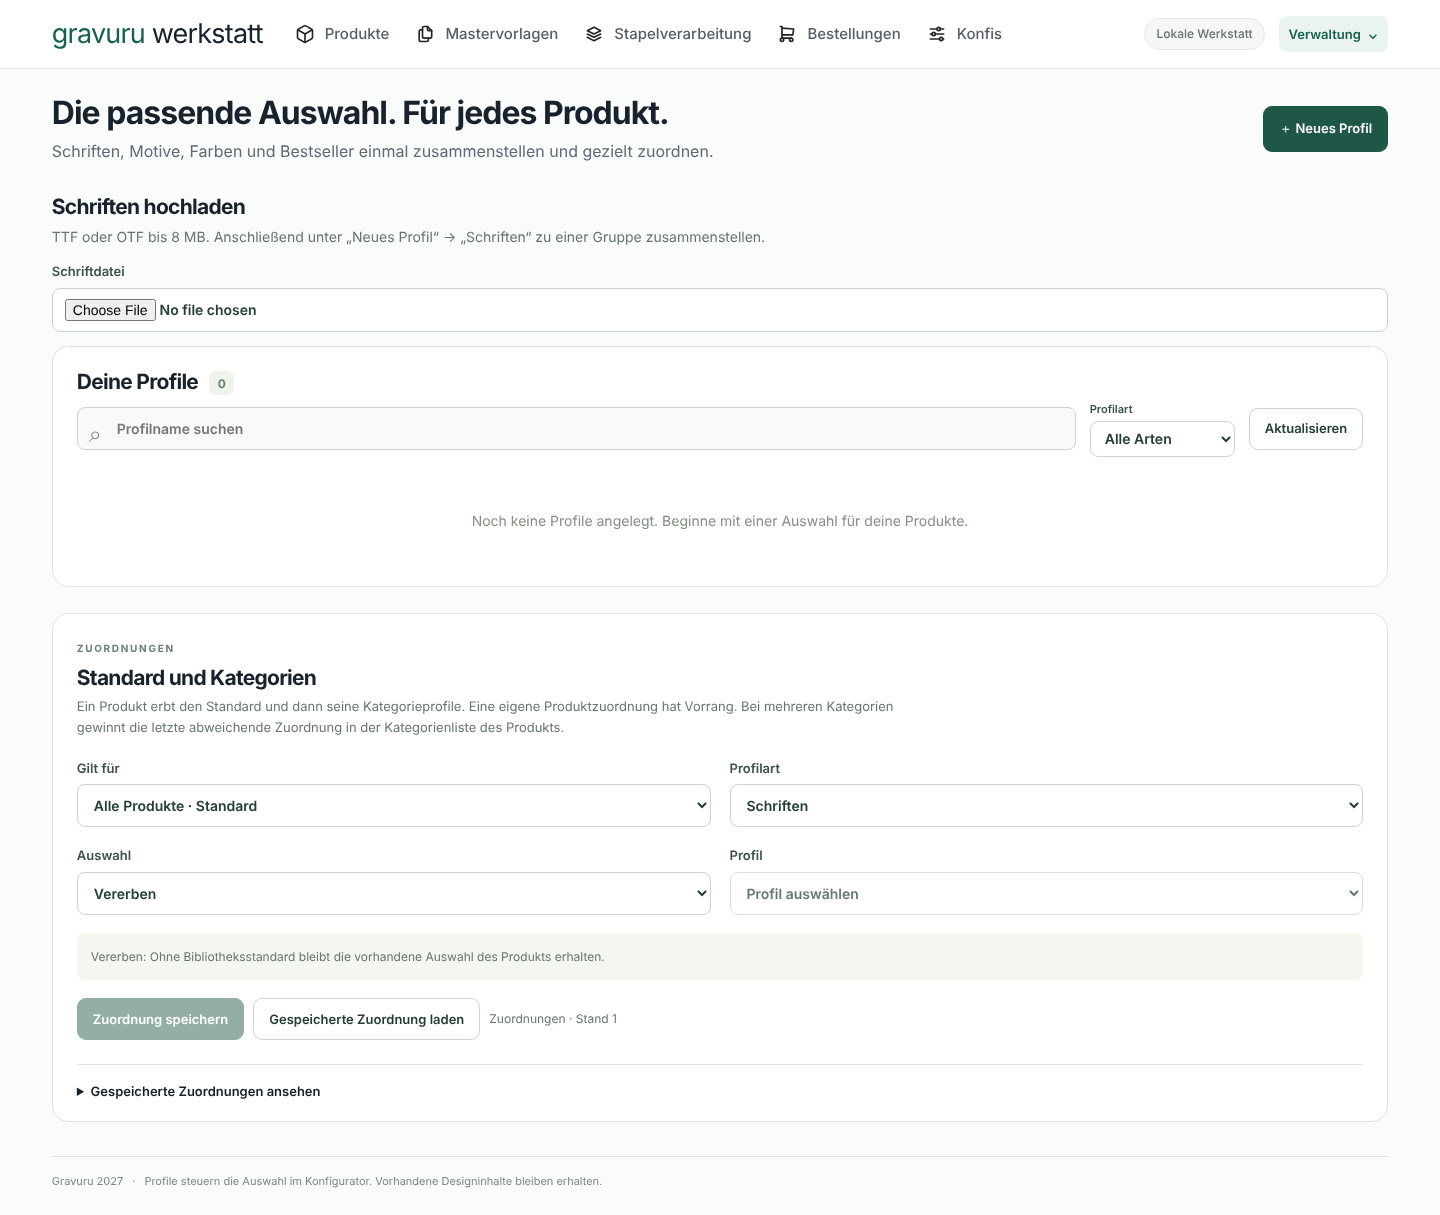 gravuru werkstatt
Produkte
Mastervorlagen
Stapelverarbeitung
Bestellungen
Konfis
Lokale Werkstatt
Verwaltung
Die passende Auswahl. Für jedes Produkt.
Schriften, Motive, Farben und Bestseller einmal zusammenstellen und gezielt zuordnen.
+ Neues Profil
Schriften hochladen
TTF oder OTF bis 8 MB. Anschließend unter „Neues Profil“ → „Schriften“ zu einer Gruppe zusammenstellen.
Schriftdatei
Choose File No file chosen
Deine Profile 0
Profilname suchen
Profilart
Alle Arten
Aktualisieren
Noch keine Profile angelegt. Beginne mit einer Auswahl für deine Produkte.
ZUORDNUNGEN
Standard und Kategorien
Ein Produkt erbt den Standard und dann seine Kategorieprofile. Eine eigene Produktzuordnung hat Vorrang. Bei mehreren Kategorien
gewinnt die letzte abweichende Zuordnung in der Kategorienliste des Produkts.
Gilt für
Alle Produkte · Standard
Profilart
Schriften
Auswahl
Vererben
Profil
Profil auswählen
Vererben: Ohne Bibliotheksstandard bleibt die vorhandene Auswahl des Produkts erhalten.
Zuordnung speichern
Gespeicherte Zuordnung laden
Zuordnungen · Stand 1
Gespeicherte Zuordnungen ansehen
Gravuru 2027 · Profile steuern die Auswahl im Konfigurator. Vorhandene Designinhalte bleiben erhalten.